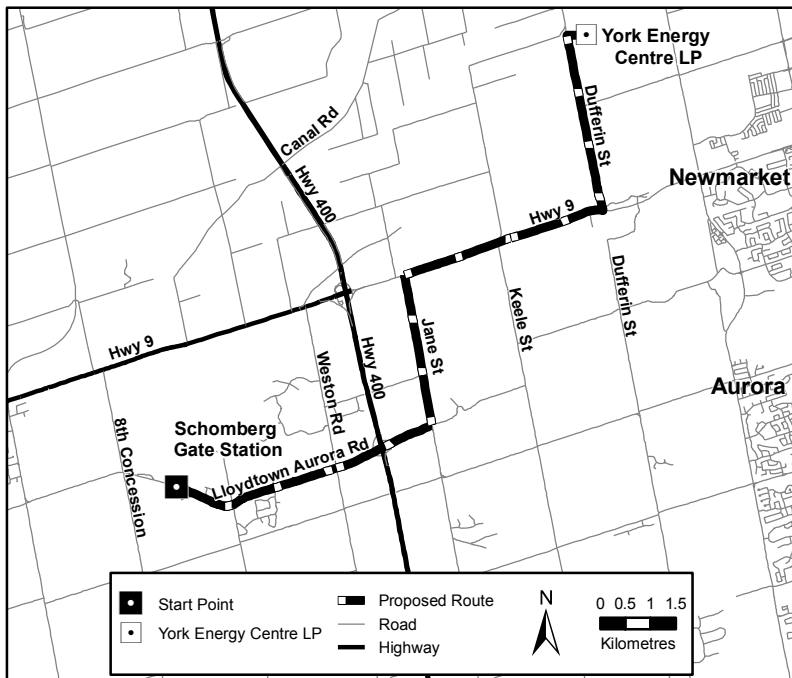 York Energy
Centre LP
Canal Rd
Hwy 400
Dufferin St
Newmarket
Hwy 9
Dufferin St
Keele St
Jane St
Hwy 400
Weston Rd
Hwy 9
Aurora
Schomberg
Gate Station
Lloydtown Aurora Rd
8th Concession
Start Point
York Energy Centre LP
Proposed Route
Road
Highway
N
0 0.5 1 1.5
Kilometres